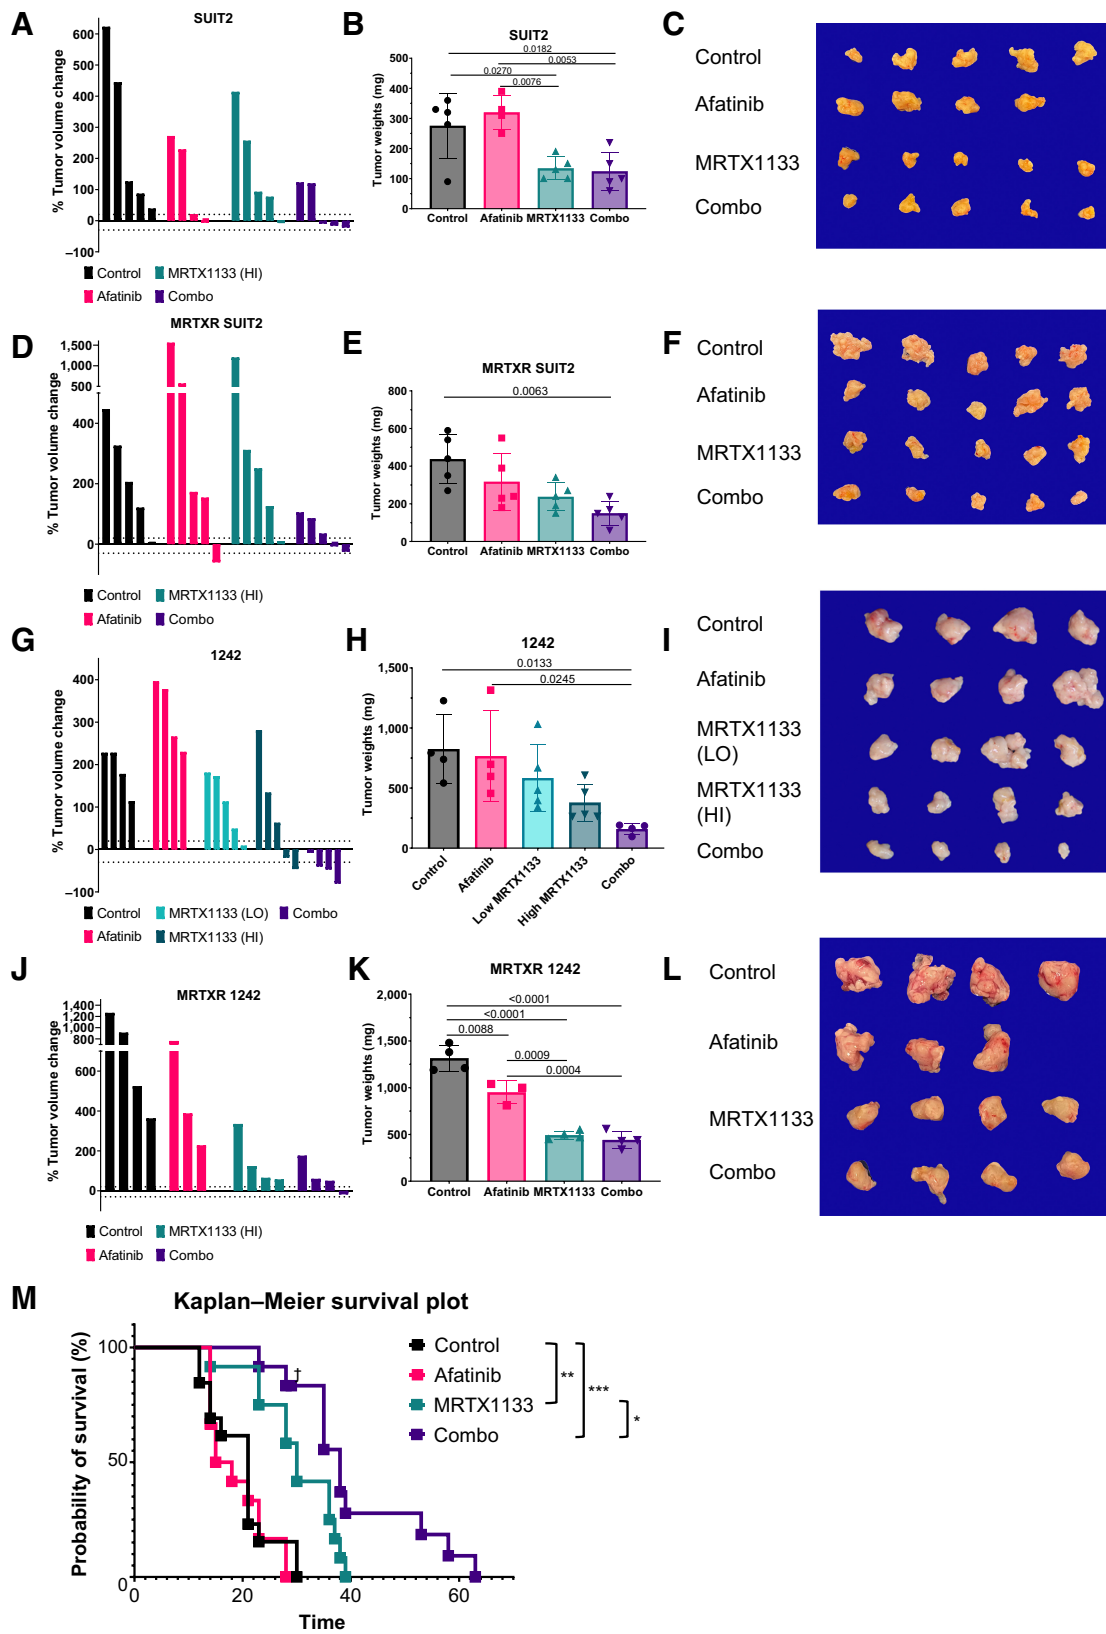 A
SUIT2
% Tumor volume change
600
500
400
300
200
100
0
−100
Control
MRTX1133 (HI)
Afatinib
Combo
B
SUIT2
Tumor weights (mg)
500
400
300
200
100
0
0.0182
0.0053
0.0270
0.0076
Control Afatinib MRTX1133 Combo
C
Control
Afatinib
MRTX1133
Combo
D
MRTXR SUIT2
% Tumor volume change
1,500
1,000
500
400
200
0
Control
MRTX1133 (HI)
Afatinib
Combo
E
MRTXR SUIT2
Tumor weights (mg)
800
600
400
200
0
0.0063
Control Afatinib MRTX1133 Combo
F
Control
Afatinib
MRTX1133
Combo
G
1242
% Tumor volume change
400
300
200
100
0
−100
Control
MRTX1133 (LO)
Combo
Afatinib
MRTX1133 (HI)
H
1242
Tumor weights (mg)
1,500
1,000
500
0
0.0133
0.0245
Control
Afatinib
Low MRTX1133
High MRTX1133
Combo
I
Control
Afatinib
MRTX1133
(LO)
MRTX1133
(HI)
Combo
J
MRTXR 1242
% Tumor volume change
1,400
1,200
1,000
800
600
400
200
0
Control
MRTX1133 (HI)
Afatinib
Combo
K
MRTXR 1242
Tumor weights (mg)
2,000
1,500
1,000
500
0
<0.0001
<0.0001
0.0088
0.0009
0.0004
Control Afatinib MRTX1133 Combo
L
Control
Afatinib
MRTX1133
Combo
M
Kaplan–Meier survival plot
Probability of survival (%)
100
50
0
†
Control
Afatinib
MRTX1133
Combo
**
***
*
0 20 40 60
Time